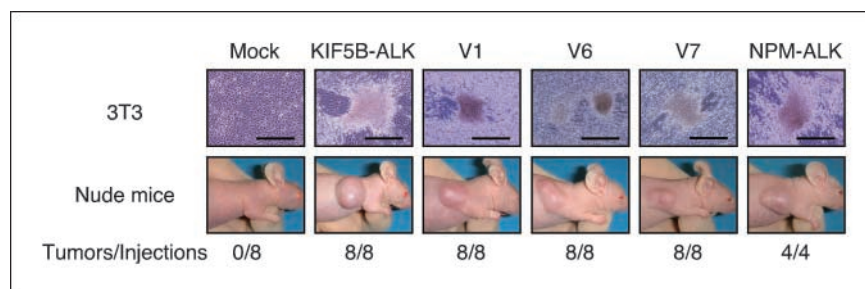 Mock KIF5B-ALK V1 V6 V7 NPM-ALK
3T3
Nude mice
Tumors/Injections 0/8 8/8 8/8 8/8 8/8 4/4